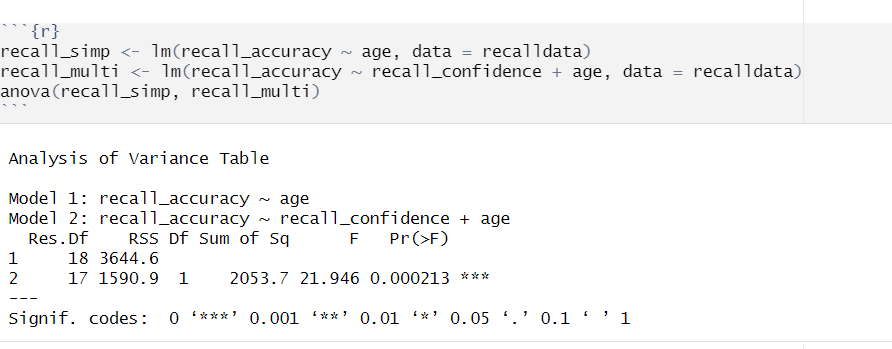 ```{r}
recall_simp <- lm(recall_accuracy ~ age, data = recalldata)
recall_multi <- lm(recall_accuracy ~ recall_confidence + age, data = recalldata)
anova(recall_simp, recall_multi)
```
Analysis of Variance Table
Model 1: recall_accuracy ~ age
Model 2: recall_accuracy ~ recall_confidence + age
  Res.Df    RSS Df Sum of Sq      F   Pr(>F)
1     18 3644.6
2     17 1590.9  1    2053.7 21.946 0.000213 ***
---
Signif. codes:  0 ‘***’ 0.001 ‘**’ 0.01 ‘*’ 0.05 ‘.’ 0.1 ‘ ’ 1